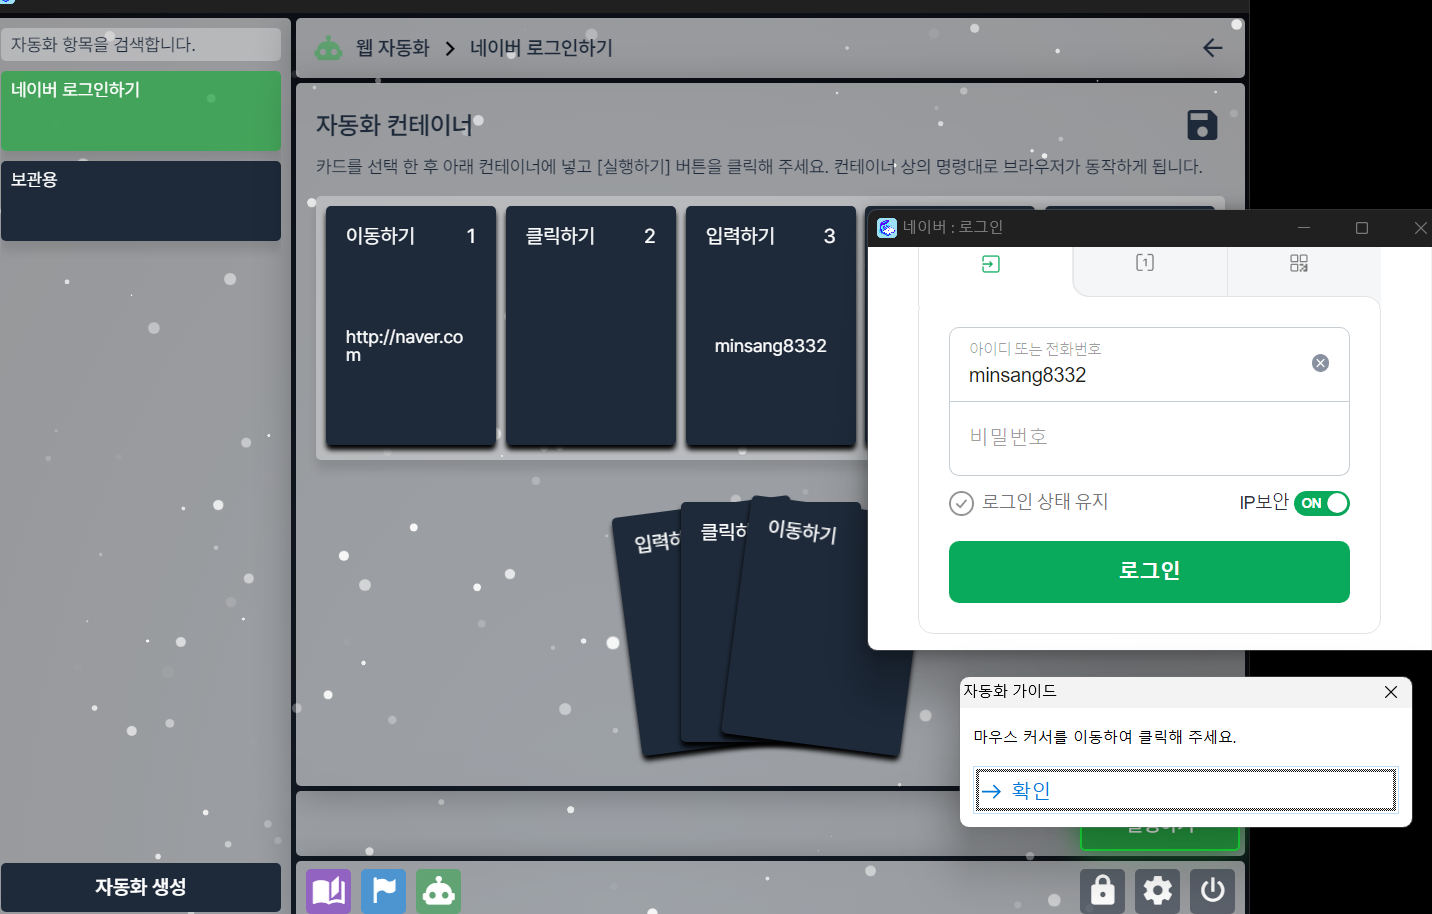 자동화 항목을 검색합니다.
네이버 로그인하기
보관용
자동화 생성
웹 자동화 > 네이버 로그인하기
자동화 컨테이너
카드를 선택 한 후 아래 컨테이너에 넣고 [실행하기] 버튼을 클릭해 주세요. 컨테이너 상의 명령대로 브라우저가 동작하게 됩니다.
이동하기 1
http://naver.co
m
클릭하기 2
입력하기 3
minsang8332
입력하
클릭하
이동하기
네이버 : 로그인
1
아이디 또는 전화번호
minsang8332
비밀번호
로그인 상태 유지
IP보안 ON
로그인
자동화 가이드
마우스 커서를 이동하여 클릭해 주세요.
확인